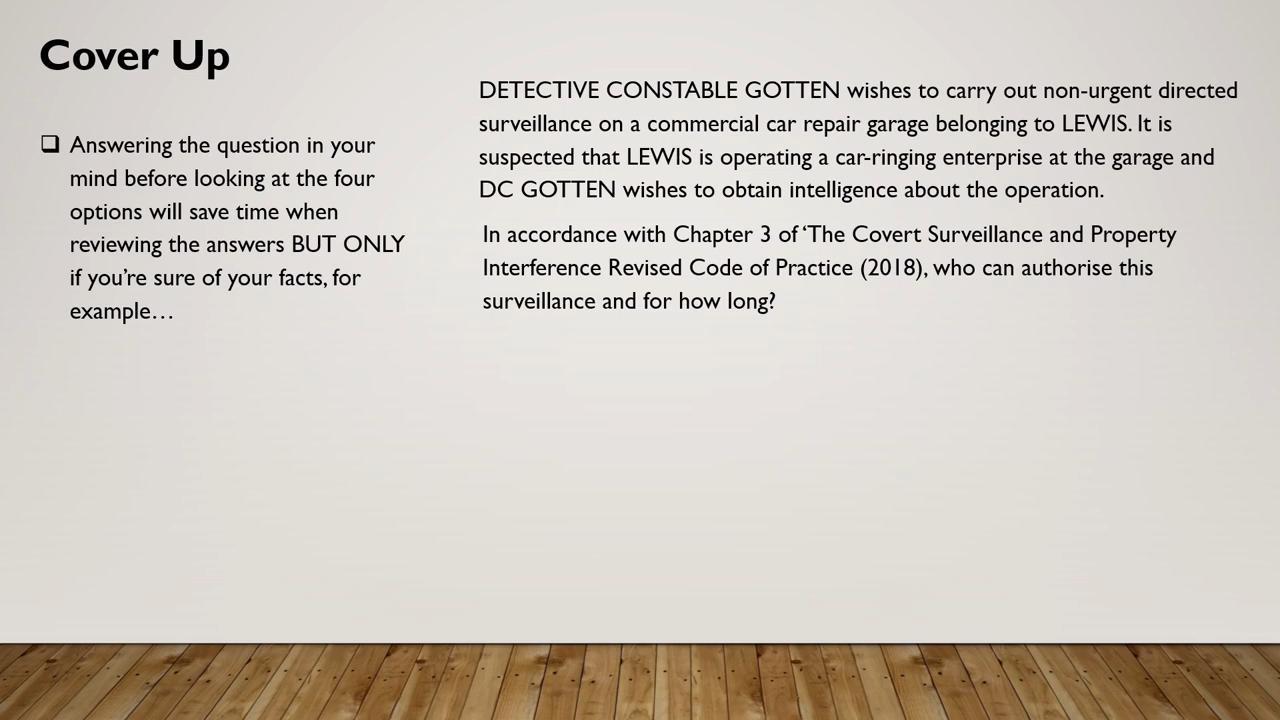 Cover Up
❑ Answering the question in your
mind before looking at the four
options will save time when
reviewing the answers BUT ONLY
if you're sure of your facts, for
example…
DETECTIVE CONSTABLE GOTTEN wishes to carry out non-urgent directed
surveillance on a commercial car repair garage belonging to LEWIS. It is
suspected that LEWIS is operating a car-ringing enterprise at the garage and
DC GOTTEN wishes to obtain intelligence about the operation.
In accordance with Chapter 3 of ‘The Covert Surveillance and Property
Interference Revised Code of Practice (2018), who can authorise this
surveillance and for how long?